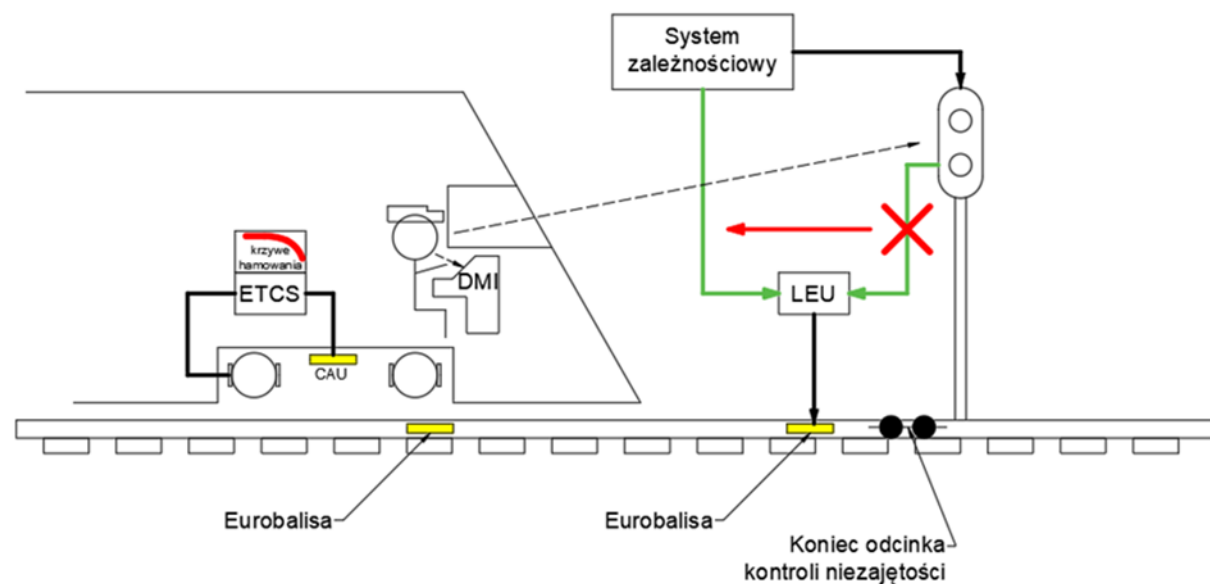 System
zależnościowy
krzywe
hamowania
ETCS
DMI
LEU
CAU
Eurobalisa
Eurobalisa
Koniec odcinka
kontroli niezajętości